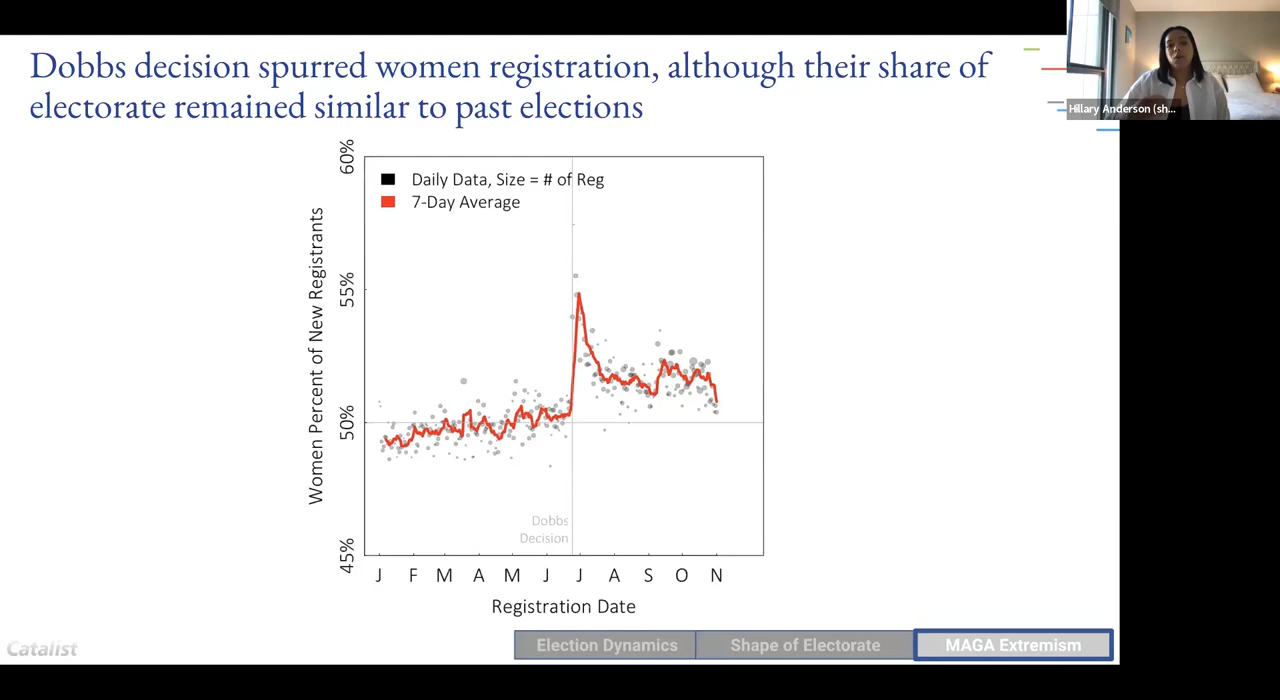 Dobbs decision spurred women registration, although their share of
electorate remained similar to past elections
Hillary Anderson (sh...
Daily Data, Size = # of Reg
7-Day Average
Women Percent of New Registrants
60%
55%
50%
45%
Dobbs
Decision
J F M A M J J A S O N
Registration Date
Catalist
Election Dynamics
Shape of Electorate
MAGA Extremism